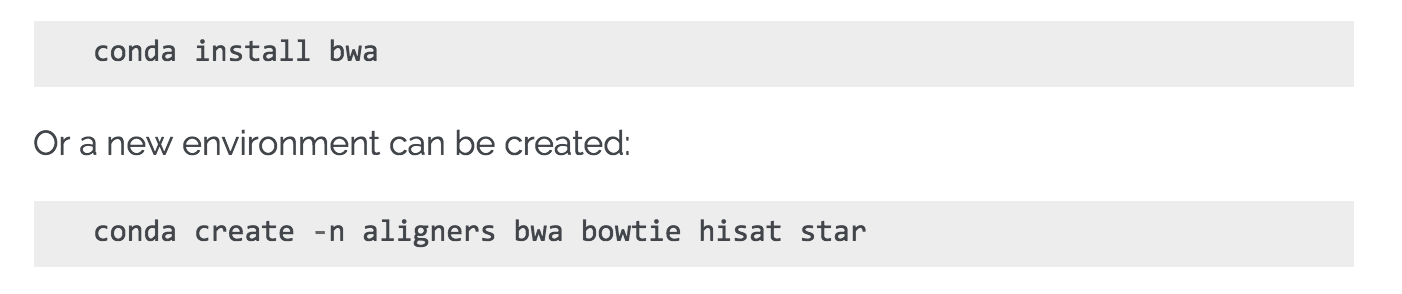 conda install bwa
Or a new environment can be created:
conda create -n aligners bwa bowtie hisat star